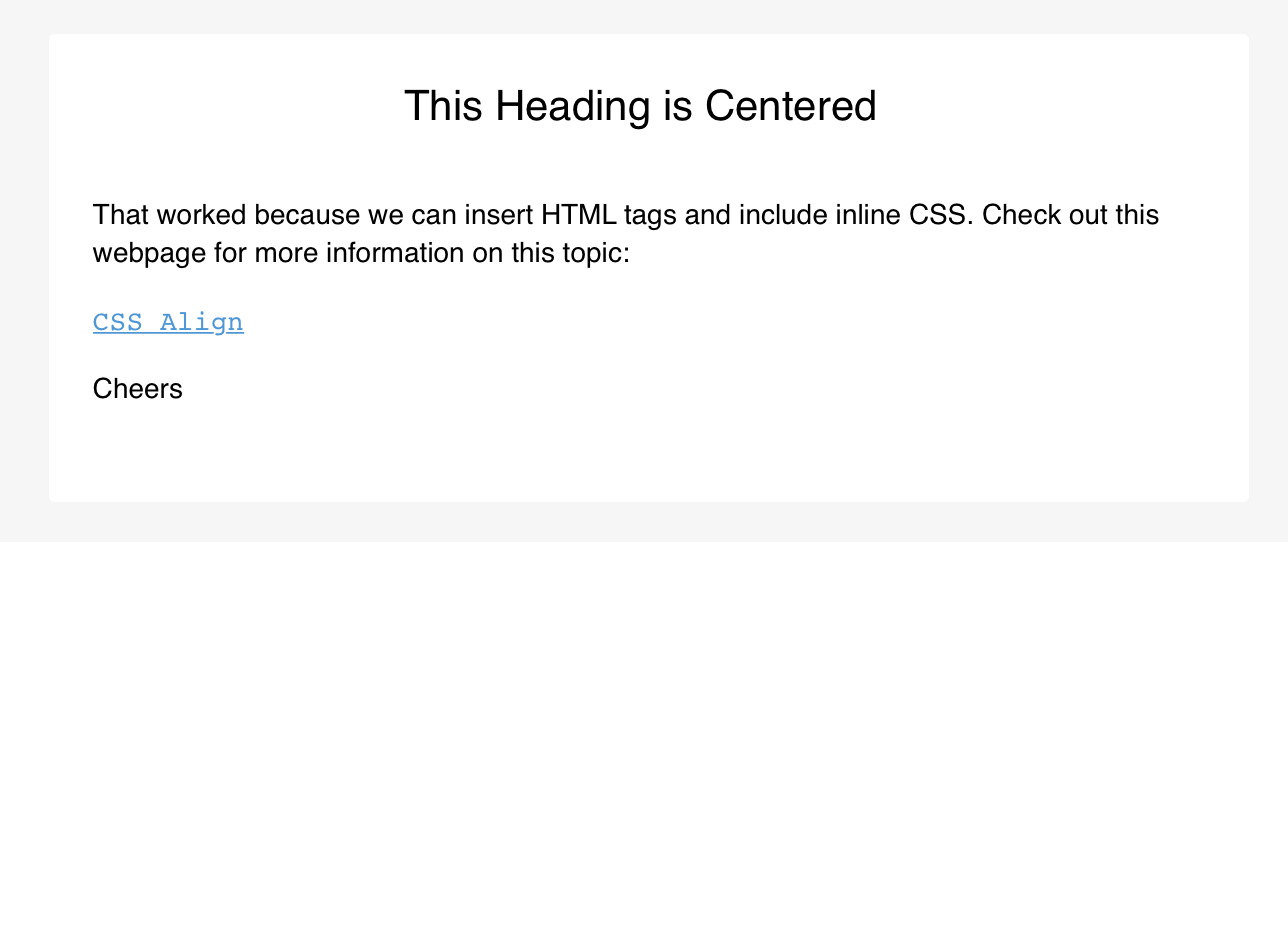 This Heading is Centered
That worked because we can insert HTML tags and include inline CSS. Check out this
webpage for more information on this topic:
CSS Align
Cheers